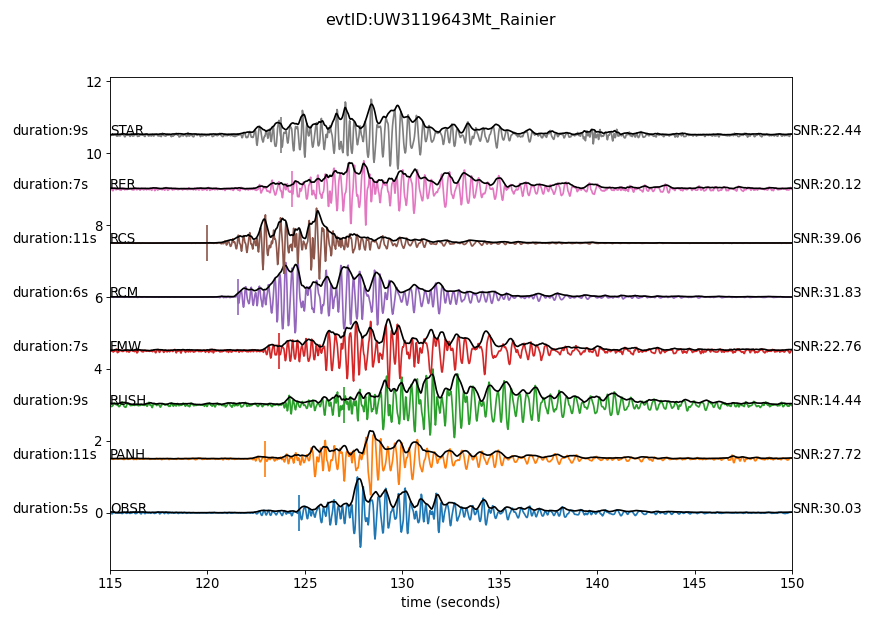 evtID:UW3119643Mt_Rainier
12
duration:9s STAR SNR:22.44
10
duration:7s RER SNR:20.12
8
duration:11s RCS SNR:39.06
duration:6s RCM SNR:31.83
6
duration:7s FMW SNR:22.76
4
duration:9s RUSH SNR:14.44
2
duration:11s PANH SNR:27.72
duration:5s OBSR SNR:30.03
0
115 120 125 130 135 140 145 150
time (seconds)